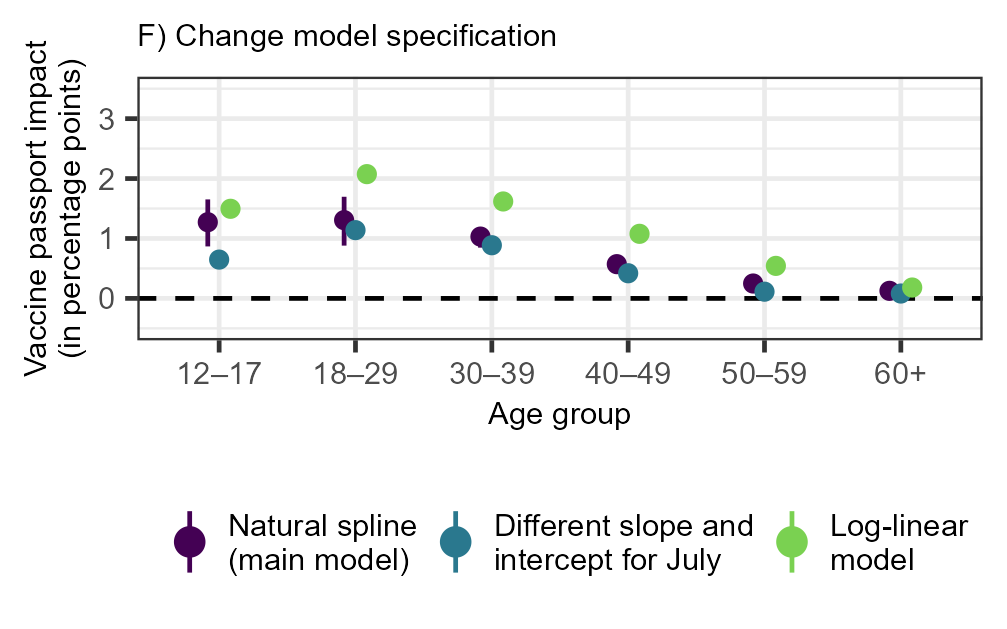 F) Change model specification
Vaccine passport impact
(in percentage points)
3
2
1
0
12–17 18–29 30–39 40–49 50–59 60+
Age group
Natural spline
(main model)
Different slope and
intercept for July
Log-linear
model